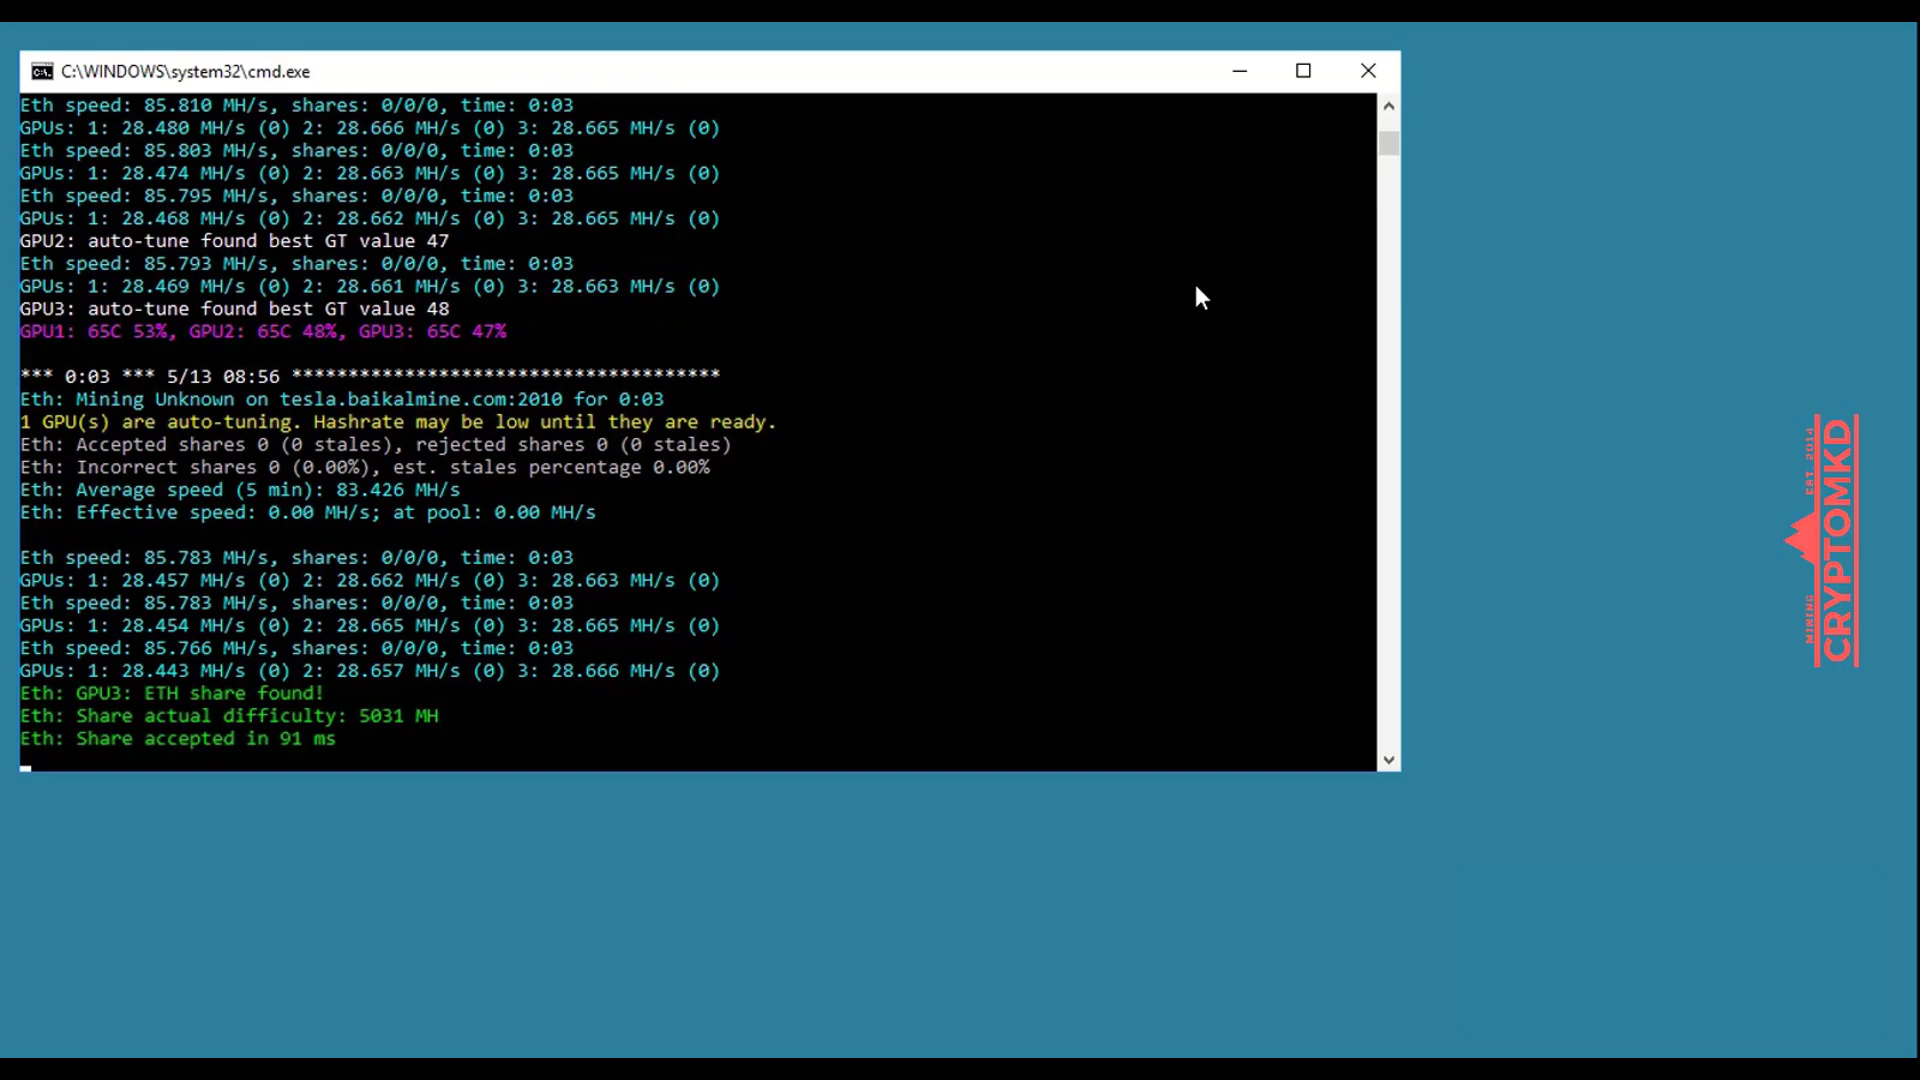 C:\WINDOWS\system32\cmd.exe
Eth speed: 85.810 MH/s, shares: 0/0/0, time: 0:03
GPUs: 1: 28.480 MH/s (0) 2: 28.666 MH/s (0) 3: 28.665 MH/s (0)
Eth speed: 85.803 MH/s, shares: 0/0/0, time: 0:03
GPUs: 1: 28.474 MH/s (0) 2: 28.663 MH/s (0) 3: 28.665 MH/s (0)
Eth speed: 85.795 MH/s, shares: 0/0/0, time: 0:03
GPUs: 1: 28.468 MH/s (0) 2: 28.662 MH/s (0) 3: 28.665 MH/s (0)
GPU2: auto-tune found best GT value 47
Eth speed: 85.793 MH/s, shares: 0/0/0, time: 0:03
GPUs: 1: 28.469 MH/s (0) 2: 28.661 MH/s (0) 3: 28.663 MH/s (0)
GPU3: auto-tune found best GT value 48
GPU1: 65C 53%, GPU2: 65C 48%, GPU3: 65C 47%
*** 0:03 *** 5/13 08:56 **************************************
Eth: Mining Unknown on tesla.baikalmine.com:2010 for 0:03
1 GPU(s) are auto-tuning. Hashrate may be low until they are ready.
Eth: Accepted shares 0 (0 stales), rejected shares 0 (0 stales)
Eth: Incorrect shares 0 (0.00%), est. stales percentage 0.00%
Eth: Average speed (5 min): 83.426 MH/s
Eth: Effective speed: 0.00 MH/s; at pool: 0.00 MH/s
Eth speed: 85.783 MH/s, shares: 0/0/0, time: 0:03
GPUs: 1: 28.457 MH/s (0) 2: 28.662 MH/s (0) 3: 28.663 MH/s (0)
Eth speed: 85.783 MH/s, shares: 0/0/0, time: 0:03
GPUs: 1: 28.454 MH/s (0) 2: 28.665 MH/s (0) 3: 28.665 MH/s (0)
Eth speed: 85.766 MH/s, shares: 0/0/0, time: 0:03
GPUs: 1: 28.443 MH/s (0) 2: 28.657 MH/s (0) 3: 28.666 MH/s (0)
Eth: GPU3: ETH share found!
Eth: Share actual difficulty: 5031 MH
Eth: Share accepted in 91 ms
MINING EST. 2014
CRYPTOMKD